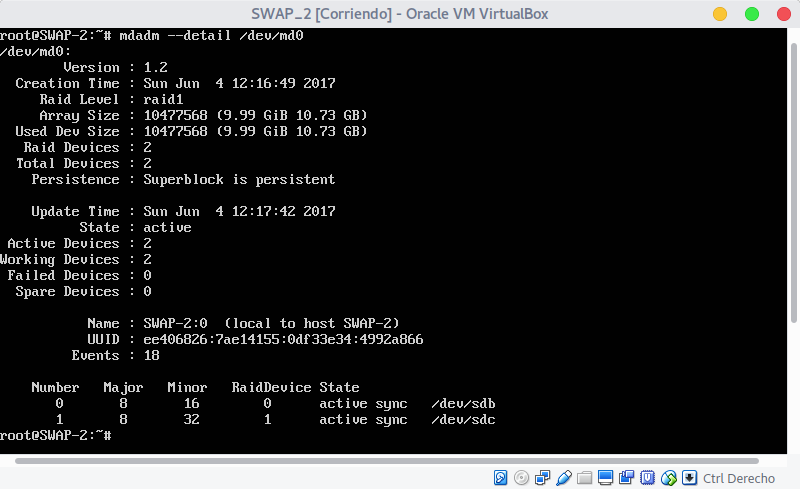 SWAP_2 [Corriendo] - Oracle VM VirtualBox
root@SWAP-2:~# mdadm --detail /dev/md0
/dev/md0:
Version : 1.2
Creation Time : Sun Jun  4 12:16:49 2017
Raid Level : raid1
Array Size : 10477568 (9.99 GiB 10.73 GB)
Used Dev Size : 10477568 (9.99 GiB 10.73 GB)
Raid Devices : 2
Total Devices : 2
Persistence : Superblock is persistent
Update Time : Sun Jun  4 12:17:42 2017
State : active
Active Devices : 2
Working Devices : 2
Failed Devices : 0
Spare Devices : 0
Name : SWAP-2:0  (local to host SWAP-2)
UUID : ee406826:7ae14155:0df33e34:4992a866
Events : 18
Number   Major   Minor   RaidDevice State
0       8       16        0      active sync   /dev/sdb
1       8       32        1      active sync   /dev/sdc
root@SWAP-2:~#
Ctrl Derecho